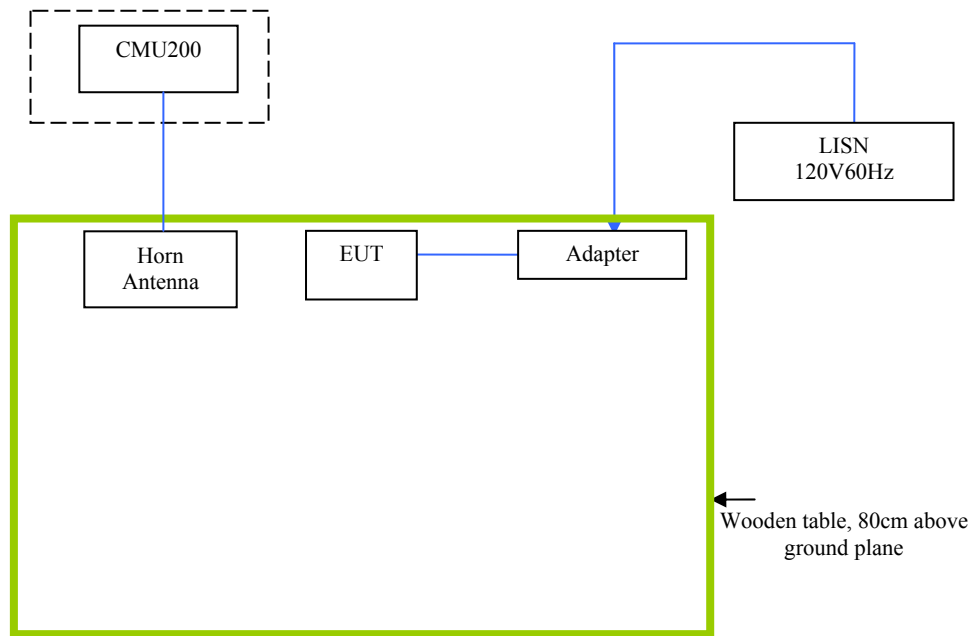 CMU200
LISN
120V60Hz
Horn
Antenna
EUT
Adapter
Wooden table, 80cm above
ground plane